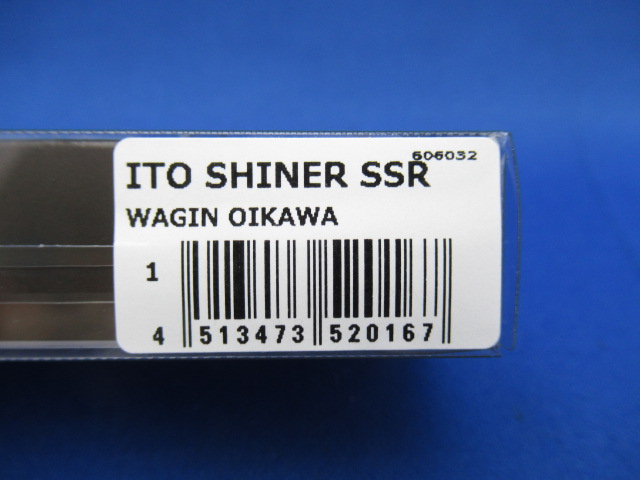 606032
ITO SHINER SSR
WAGIN OIKAWA
1
4 513473 520167